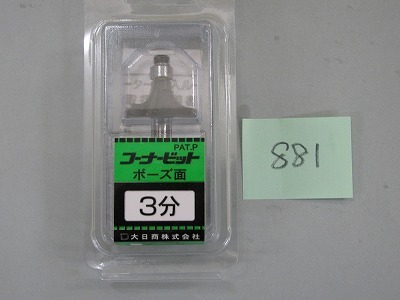 PAT.P
コーナービット
ボーズ面
3分
大日商株式会社
881